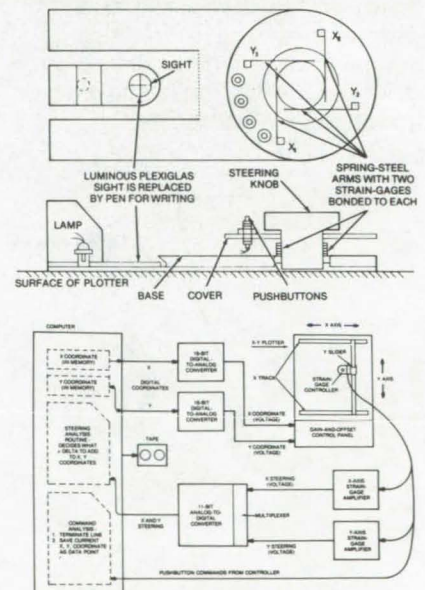 SIGHT
Y₁
X₂
Y₂
X₁
LUMINOUS PLEXIGLAS
SIGHT IS REPLACED
BY PEN FOR WRITING
STEERING
KNOB
SPRING-STEEL
ARMS WITH TWO
STRAIN-GAGES
BONDED TO EACH
LAMP
SURFACE OF PLOTTER
BASE
COVER
PUSHBUTTONS
COMPUTER
X COORDINATE
(IN MEMORY)
Y COORDINATE
(IN MEMORY)
STEERING
ANALYSIS
ROUTINE -
DECIDES WHAT
DELTA TO ADD
TO X, Y
COORDINATES
COMMAND
ANALYSIS -
TERMINATE LINE
SAVE CURRENT
X, Y, COORDINATE
AS DATA POINT
X
DIGITAL
COORDINATES
Y
TAPE
X AND Y
STEERING
DIGITAL -
TO-ANALOG
CONVERTER
DIGITAL -
TO-ANALOG
CONVERTER
11-BIT
ANALOG-TO-
DIGITAL
CONVERTER
MULTIPLEXER
X AXIS
X-Y PLOTTER
Y SLIDER
STRAIN-
GAGE
CONTROLLER
Y AXIS
X TRACK
X COORDINATE
(VOLTAGE)
Y COORDINATE
(VOLTAGE)
GAIN-AND-OFFSET
CONTROL PANEL
X STEERING
(VOLTAGE)
Y STEERING
(VOLTAGE)
X-AXIS
STRAIN-
GAGE
AMPLIFIER
Y-AXIS
STRAIN-
GAGE
AMPLIFIER
PUSHBUTTON COMMANDS FROM CONTROLLER